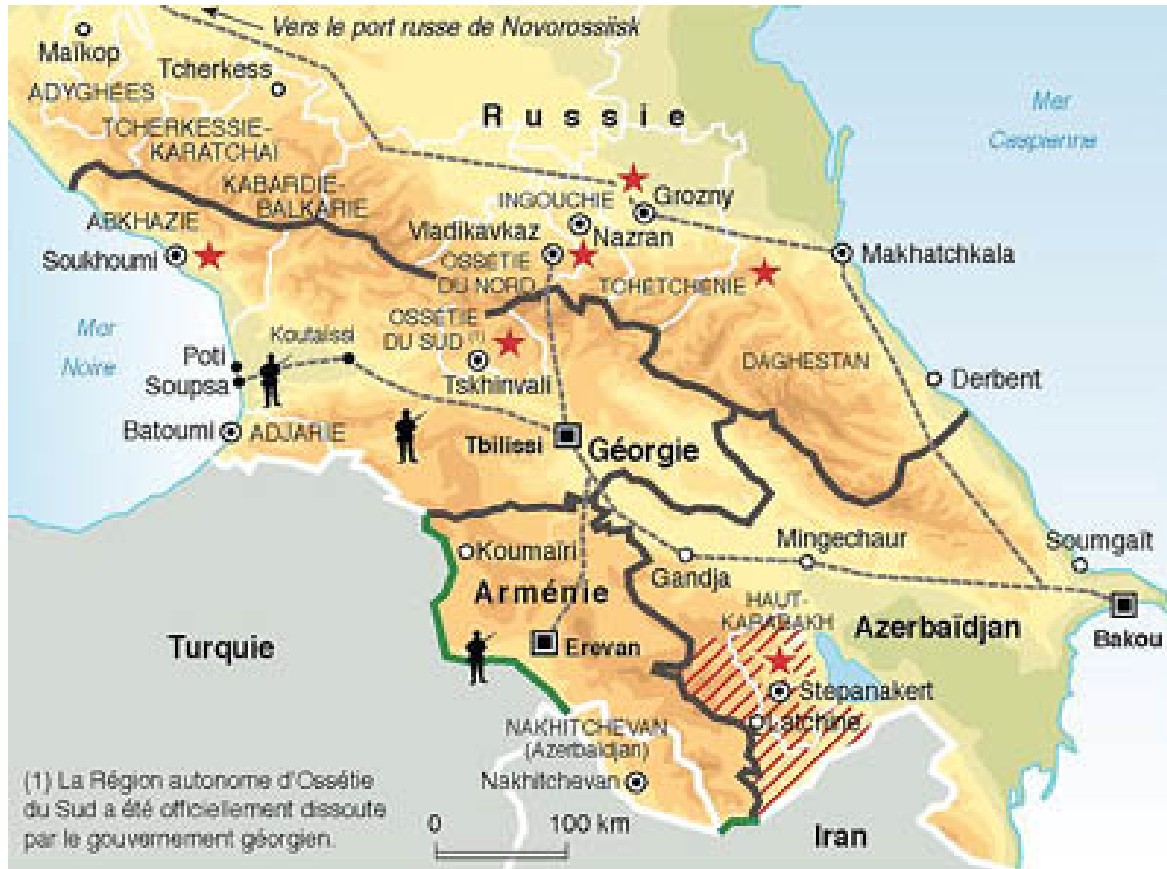 Vers le port russe de Novorossiisk
Maïkop
Tcherkess
ADYGHÉES
Russie
Mer
Caspienne
TCHERKESSIE-
KARATCHAÏ
KABARDIE-
BALKARIE
INGOUCHIE
Grozny
ABKHAZIE
Vladikavkaz
Nazran
Soukhoumi
OSSÉTIE
DU NORD
Makhatchkala
TCHÉTCHÉNIE
OSSÉTIE
DU SUD (1)
Mer
Noire
Koutaïssi
Poti
Soupsa
Tskhinvali
DAGHESTAN
Derbent
Batoumi
ADJARIE
Tbilissi
Géorgie
Koumaïri
Gandja
Mingechaur
Soumgaït
Arménie
HAUT-
KARABAKH
Azerbaïdjan
Bakou
Turquie
Erevan
Stepanakert
Latchine
NAKHITCHEVAN
(Azerbaïdjan)
Nakhitchevan
(1) La Région autonome d'Ossétie
du Sud a été officiellement dissoute
par le gouvernement géorgien.
0 100 km
Iran